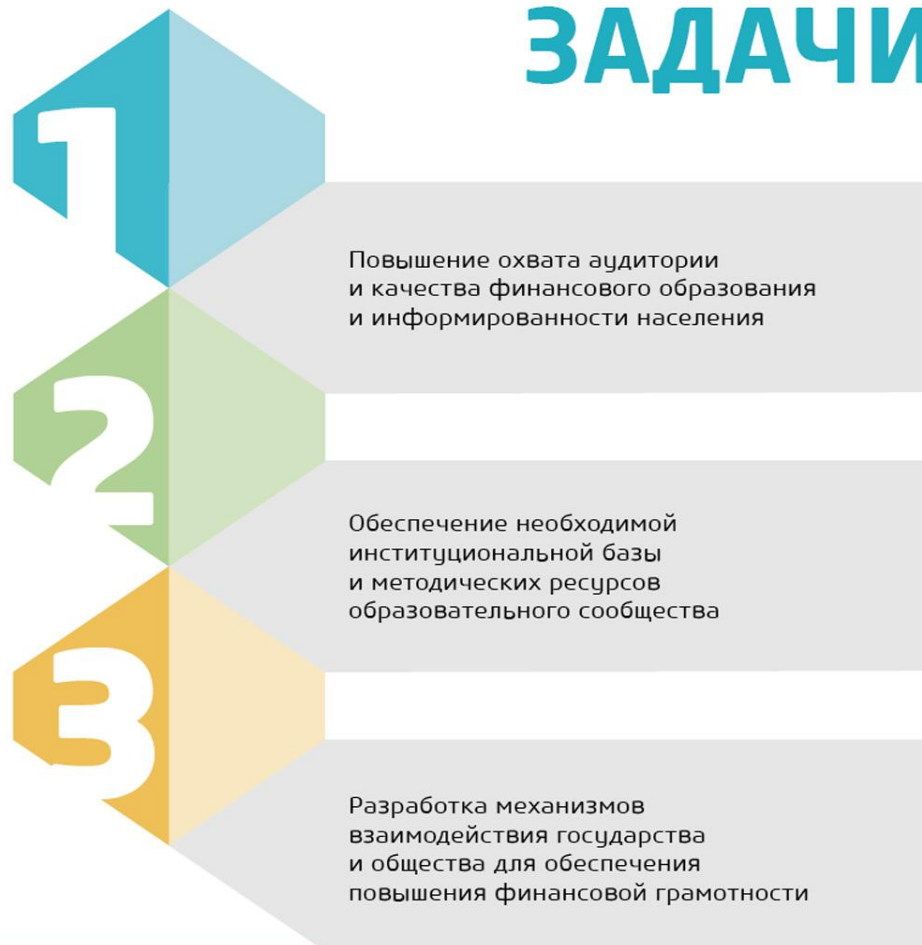 ЗАДАЧИ
1
Повышение охвата аудитории
и качества финансового образования
и информированности населения
2
Обеспечение необходимой
институциональной базы
и методических ресурсов
образовательного сообщества
3
Разработка механизмов
взаимодействия государства
и общества для обеспечения
повышения финансовой грамотности